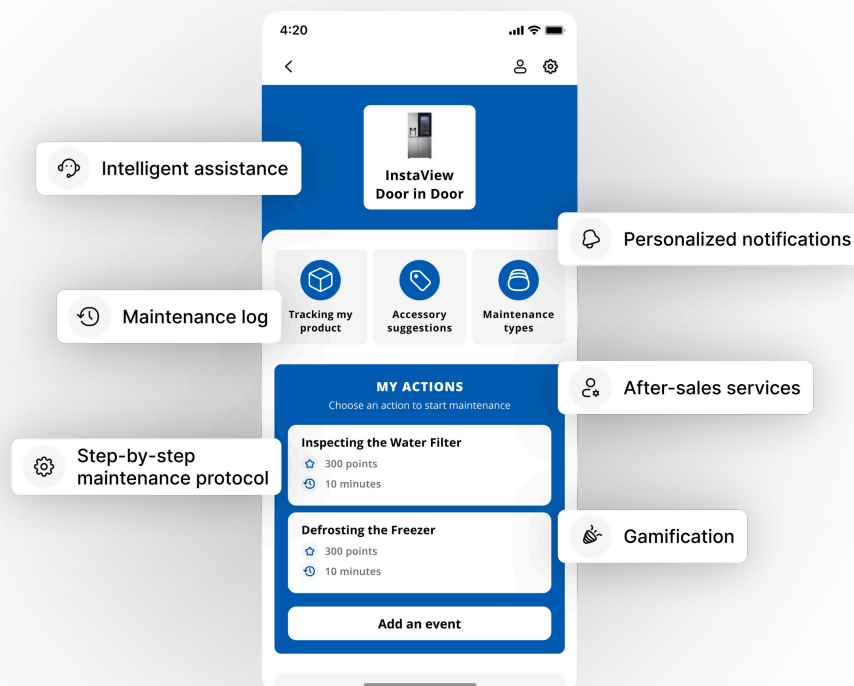 4:20
InstaView
Door in Door
Intelligent assistance
Personalized notifications
Maintenance log
Tracking my
product
Accessory
suggestions
Maintenance
types
After-sales services
MY ACTIONS
Choose an action to start maintenance
Step-by-step
maintenance protocol
Inspecting the Water Filter
300 points
10 minutes
Gamification
Defrosting the Freezer
300 points
10 minutes
Add an event